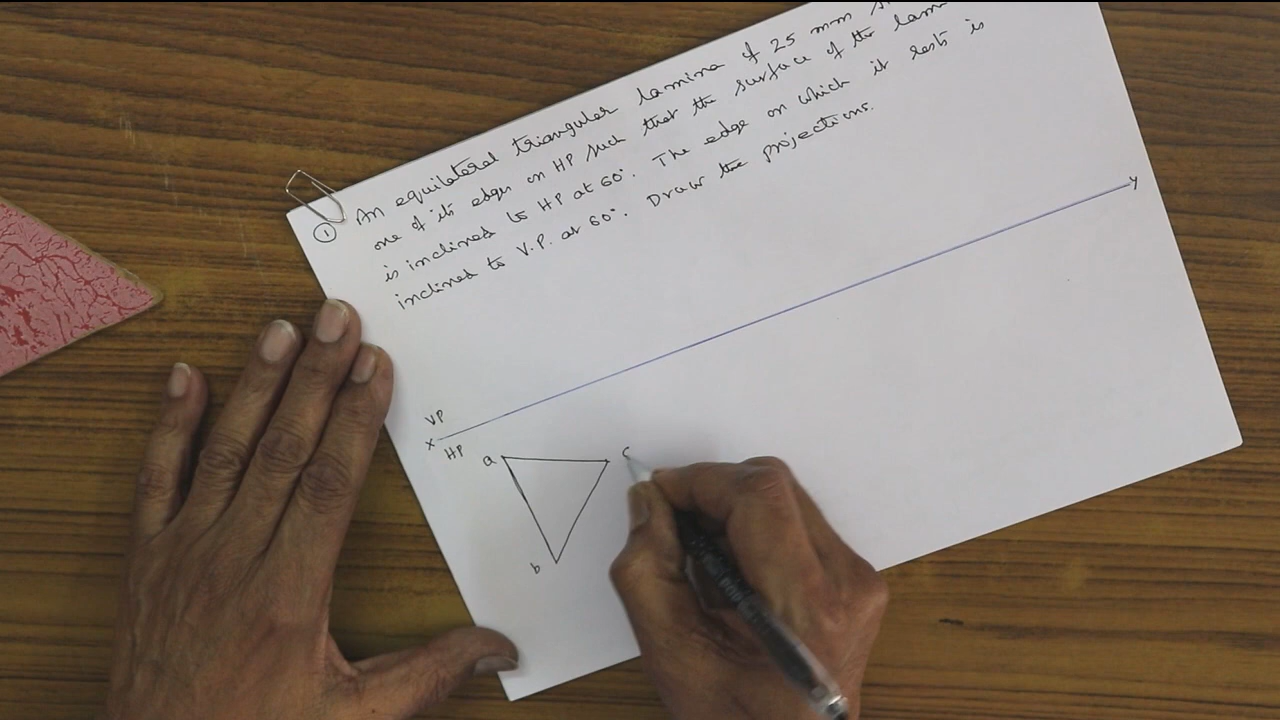 ① An equilateral triangular lamina of 25 mm
one of its edges on HP such that the surface of the lam
is inclined to HP at 60°. The edge on which it rests is
inclined to V.P. at 60°. Draw the projections.
y
VP
X
HP
a
c
b